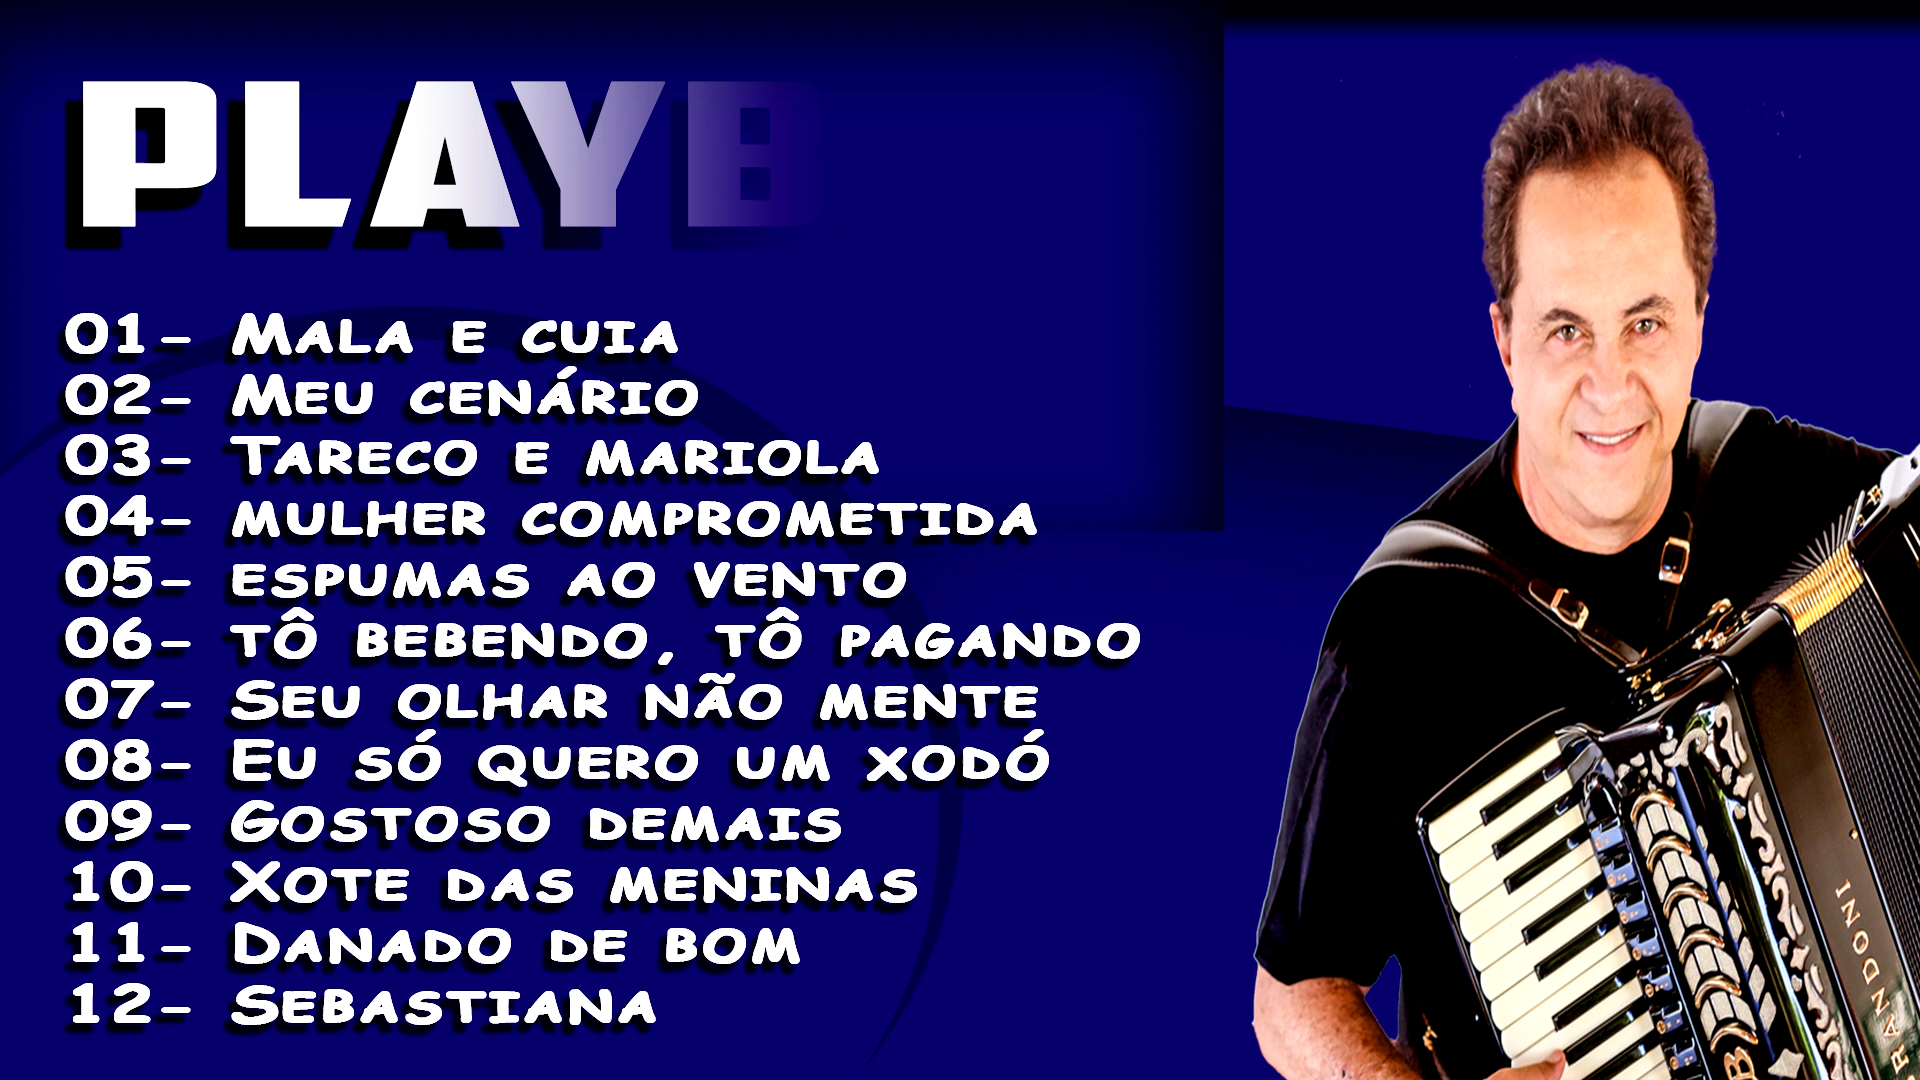 PLAYB
01- Mala e cuia
02- Meu cenário
03- Tareco e mariola
04- mulher comprometida
05- espumas ao vento
06- tô bebendo, tô pagando
07- Seu olhar não mente
08- Eu só quero um xodó
09- Gostoso demais
10- Xote das meninas
11- Danado de bom
12- Sebastiana